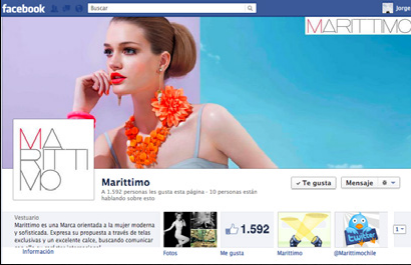 facebook
Buscar
Jorge
MARITTIMO
MA
RITTI
MO
Marittimo
A 1.592 personas les gusta esta página · 10 personas están
hablando sobre esto
Te gusta
Mensaje
Vestuario
Marittimo es una Marca orientada a la mujer moderna
y sofisticada. Expresa su propuesta a través de telas
exclusivas y un excelente calce, buscando comunicar
1.592
twitter
1
Fotos
Me gusta
Marittimo
@Marittimochile